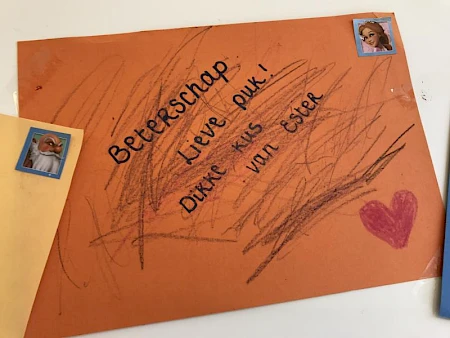 Beterschap
Lieve puk!
Dikke kus
van Ester